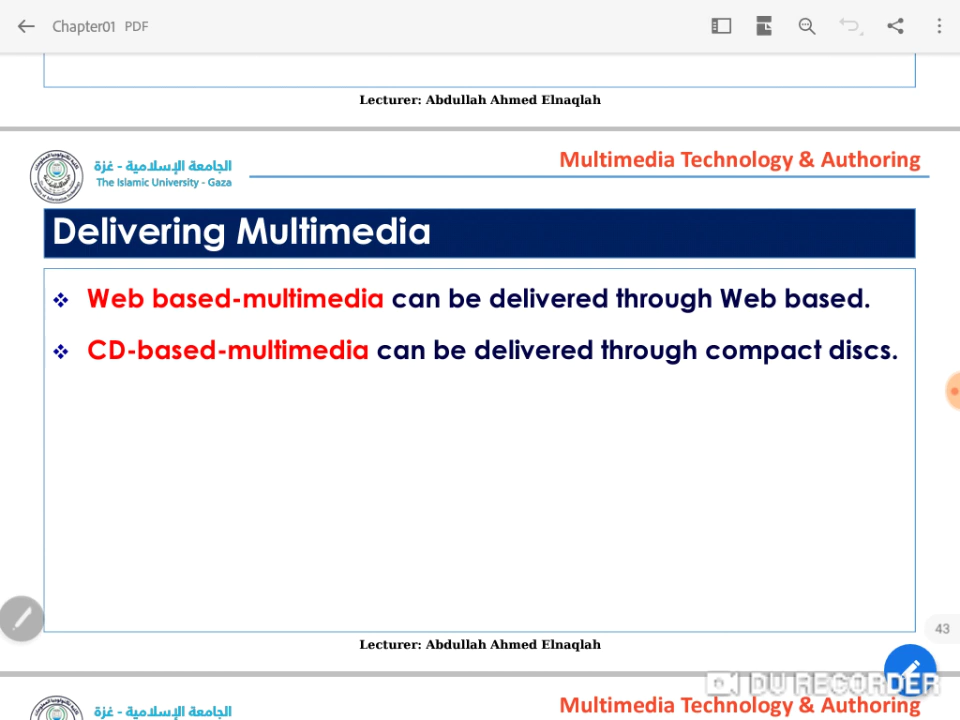 Chapter01 PDF
Lecturer: Abdullah Ahmed Elnaqlah
الجامعة الإسلامية - غزة
The Islamic University - Gaza
Multimedia Technology & Authoring
Delivering Multimedia
❖ Web based-multimedia can be delivered through Web based.
❖ CD-based-multimedia can be delivered through compact discs.
43
Lecturer: Abdullah Ahmed Elnaqlah
DU RECORDER
الجامعة الإسلامية - غزة
Multimedia Technology & Authoring